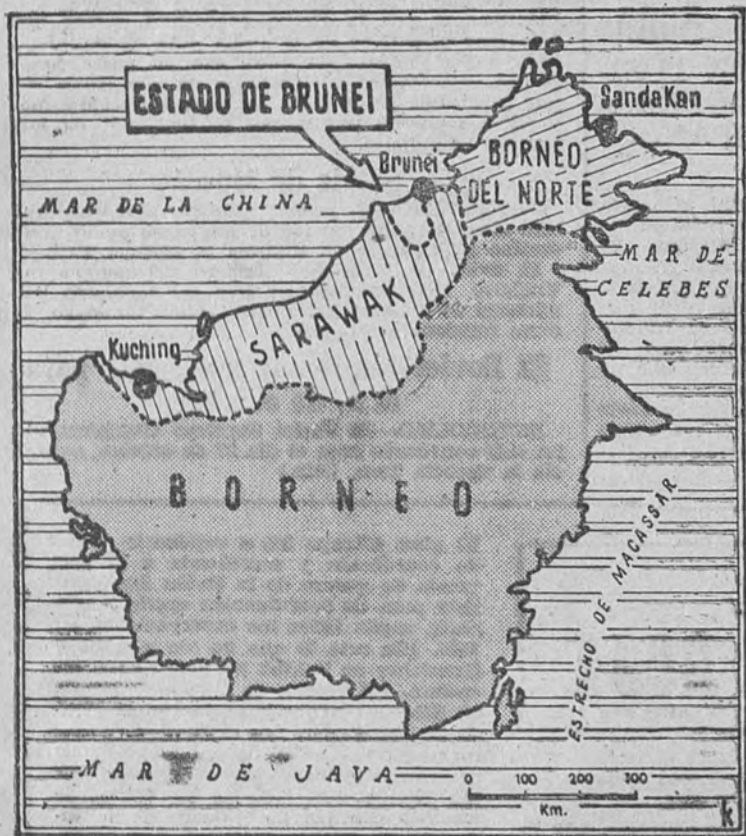 ESTADO DE BRUNEI
SandaKan
Brunei
BORNEO
DEL NORTE
MAR DE LA CHINA
MAR DE
CELEBES
SARAWAK
Kuching
BORNEO
ESTRECHO DE MACASSAR
MAR DE JAVA
0 100 200 300
Km.
k